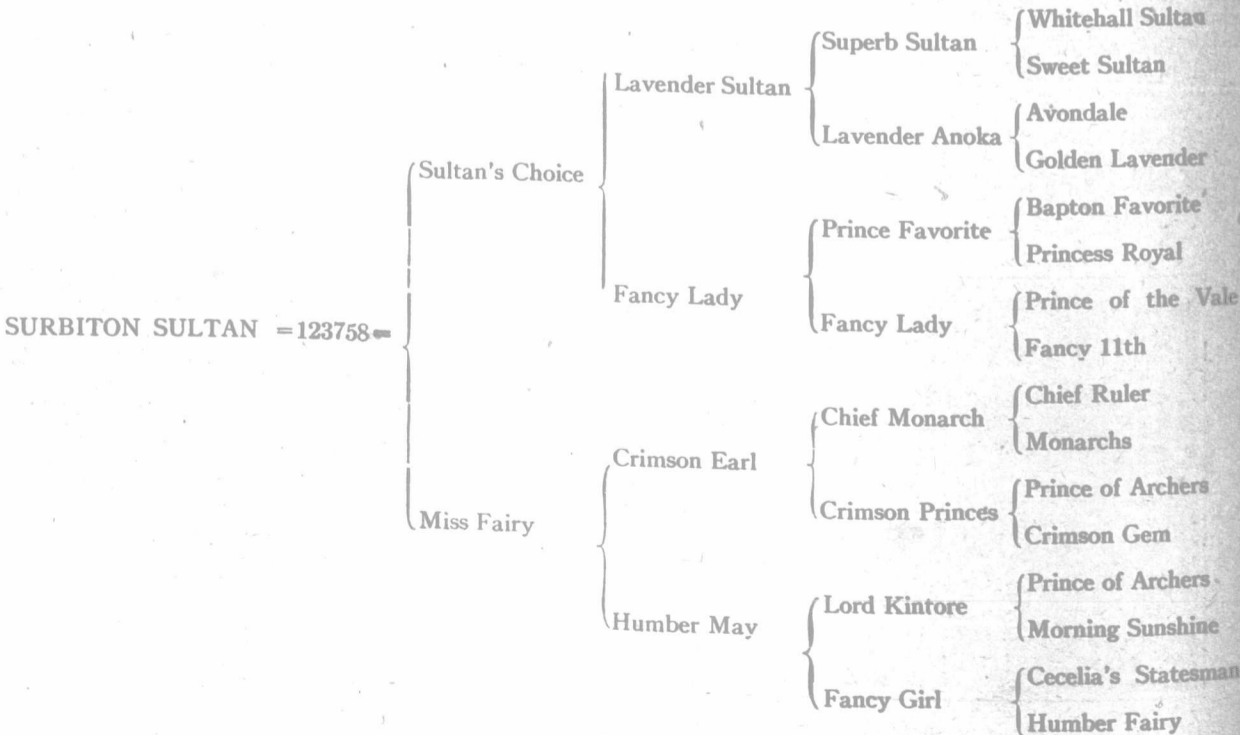 Whitehall Sultan
Superb Sultan
Sweet Sultan
Lavender Sultan
Avondale
Lavender Anoka
Golden Lavender
Sultan's Choice
Bapton Favorite
Prince Favorite
Princess Royal
Fancy Lady
Prince of the Vale
Fancy Lady
Fancy 11th
SURBITON SULTAN =123758=
Chief Ruler
Chief Monarch
Monarchs
Crimson Earl
Prince of Archers
Crimson Princes
Crimson Gem
Miss Fairy
Prince of Archers
Lord Kintore
Morning Sunshine
Humber May
Cecelia's Statesman
Fancy Girl
Humber Fairy